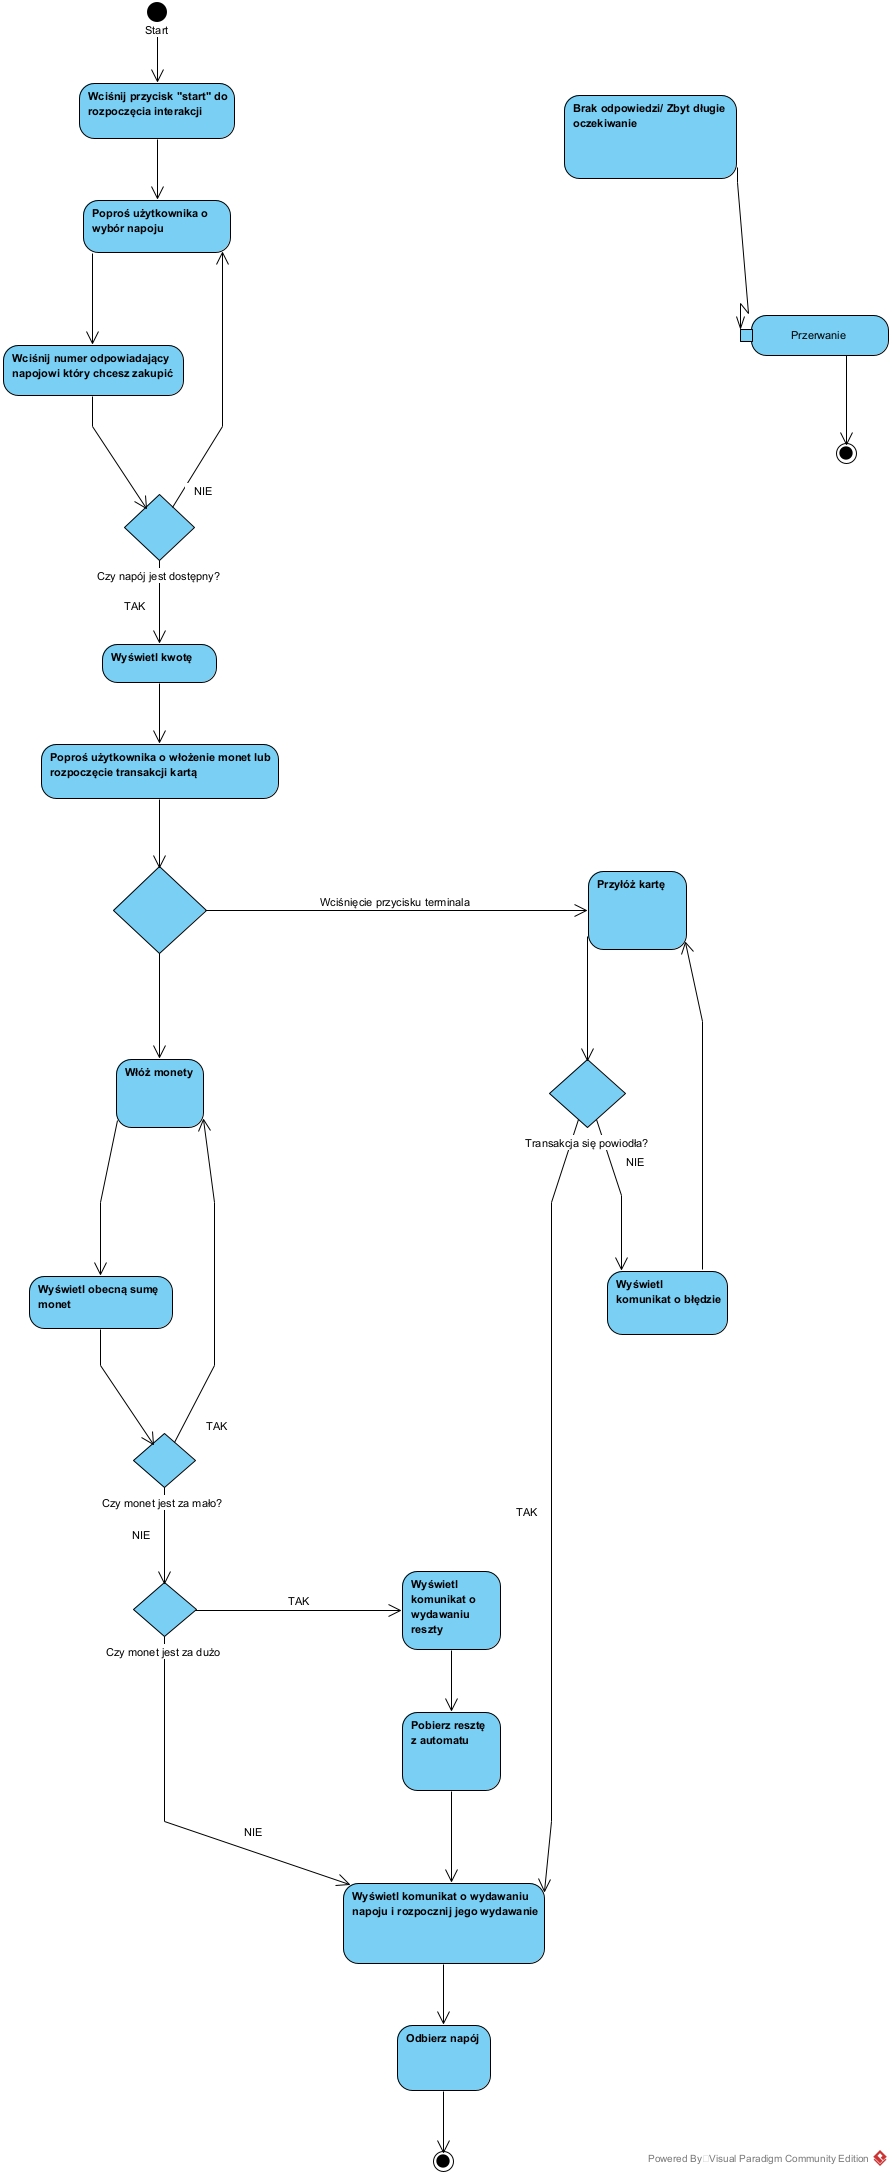 Start
Wciśnij przycisk "start" do
rozpoczęcia interakcji
Brak odpowiedzi/ Zbyt długie
oczekiwanie
Poproś użytkownika o
wybór napoju
Przerwanie
Wciśnij numer odpowiadający
napojowi który chcesz zakupić
NIE
Czy napój jest dostępny?
TAK
Wyświetl kwotę
Poproś użytkownika o włożenie monet lub
rozpoczęcie transakcji kartą
Wciśnięcie przycisku terminala
Przyłóż kartę
Włóż monety
Transakcja się powiodła?
NIE
Wyświetl obecną sumę
monet
Wyświetl
komunikat o błędzie
TAK
Czy monet jest za mało?
NIE
TAK
Wyświetl
komunikat o
wydawaniu
reszty
TAK
Czy monet jest za dużo
Pobierz resztę
z automatu
NIE
Wyświetl komunikat o wydawaniu
napoju i rozpocznij jego wydawanie
Odbierz napój
Powered By Visual Paradigm Community Edition